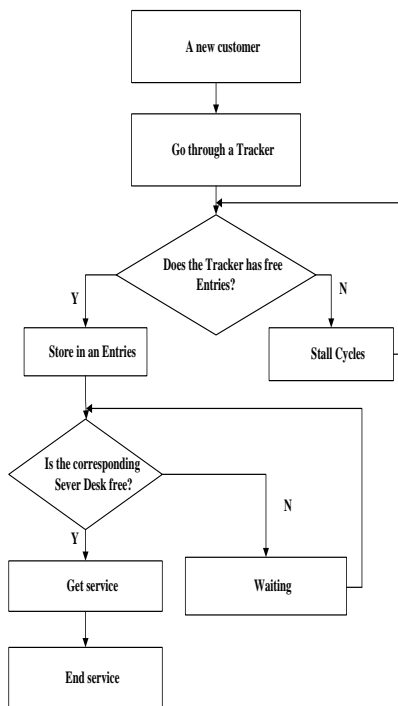 A new customer
Go through a Tracker
Does the Tracker has free
Entries?
Y
N
Store in an Entries
Stall Cycles
Is the corresponding
Sever Desk free?
N
Y
Get service
Waiting
End service